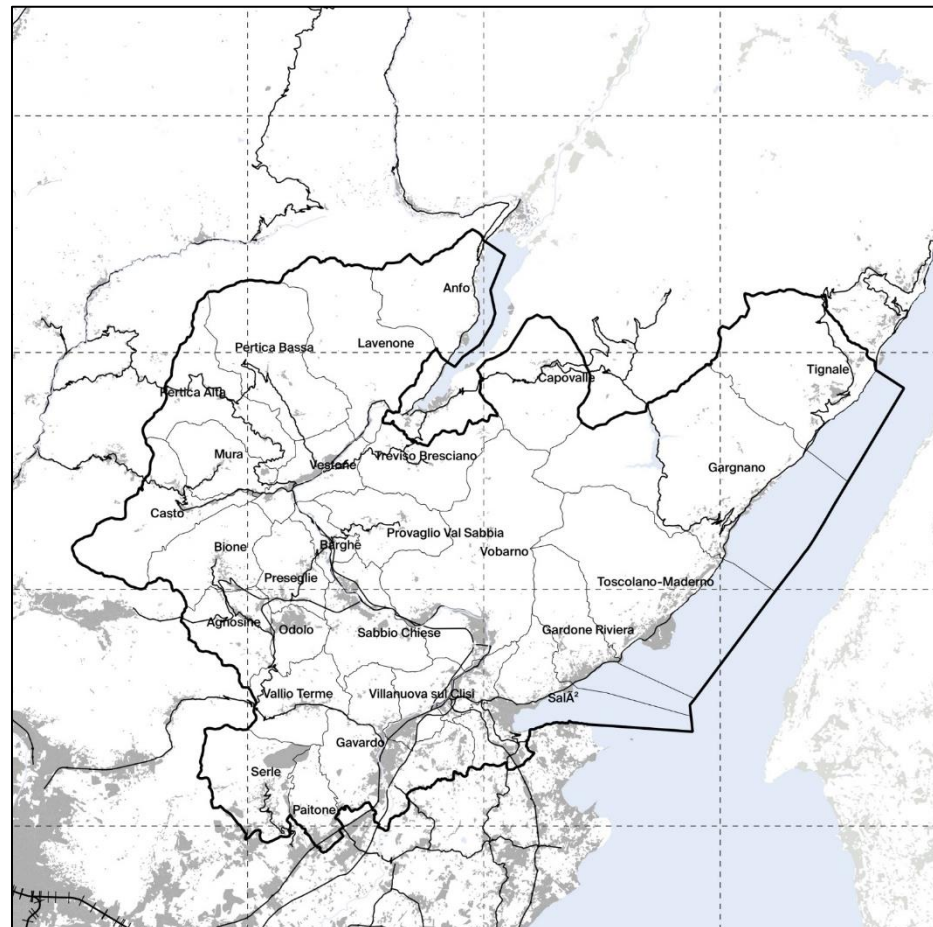 Anfo
Pertica Bassa
Lavenone
Tignale
Capovalle
Pertica Alta
Mura
Vestone
Treviso Bresciano
Gargnano
Casto
Provaglio Val Sabbia
Bione
Barghe
Vobarno
Preseglie
Toscolano-Maderno
Agnosine
Odolo
Sabbio Chiese
Gardone Riviera
Vallio Terme
Villanuova sul Clisi
SalÃ²
Gavardo
Serle
Paitone